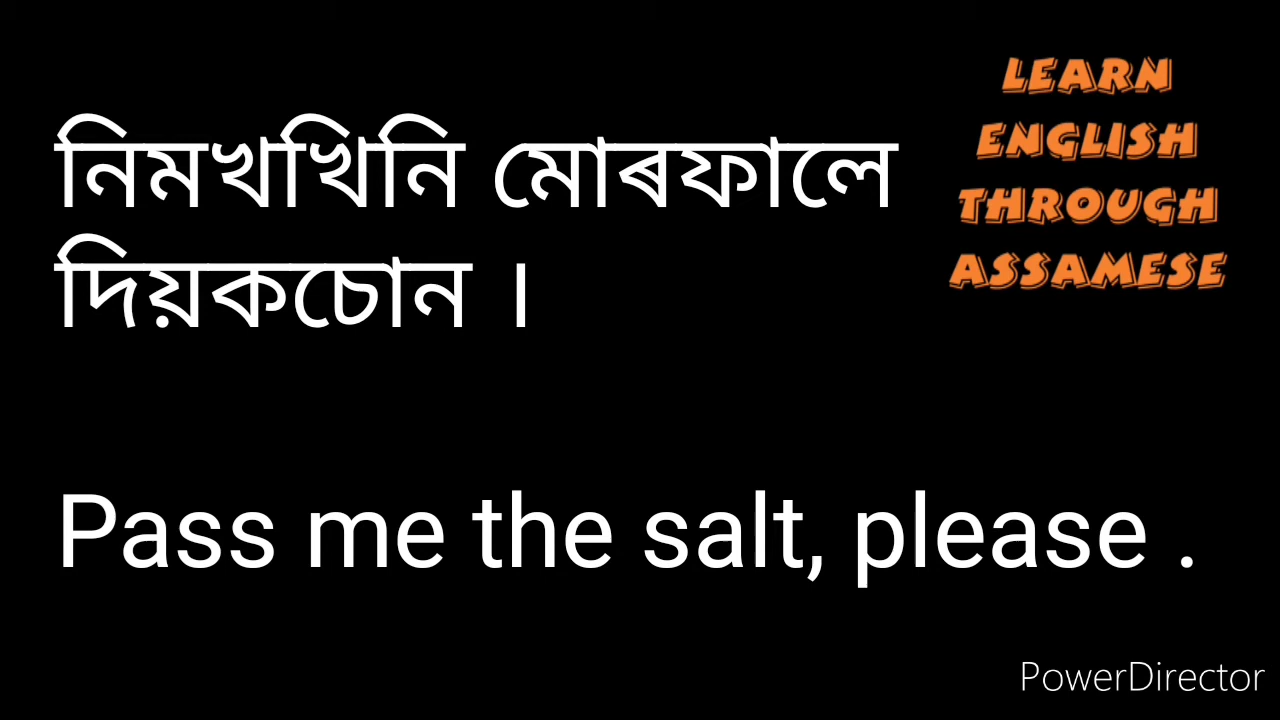 নিমখখিনি মোৰফালে
দিয়কচোন ।
LEARN
ENGLISH
THROUGH
ASSAMESE
Pass me the salt, please .
PowerDirector